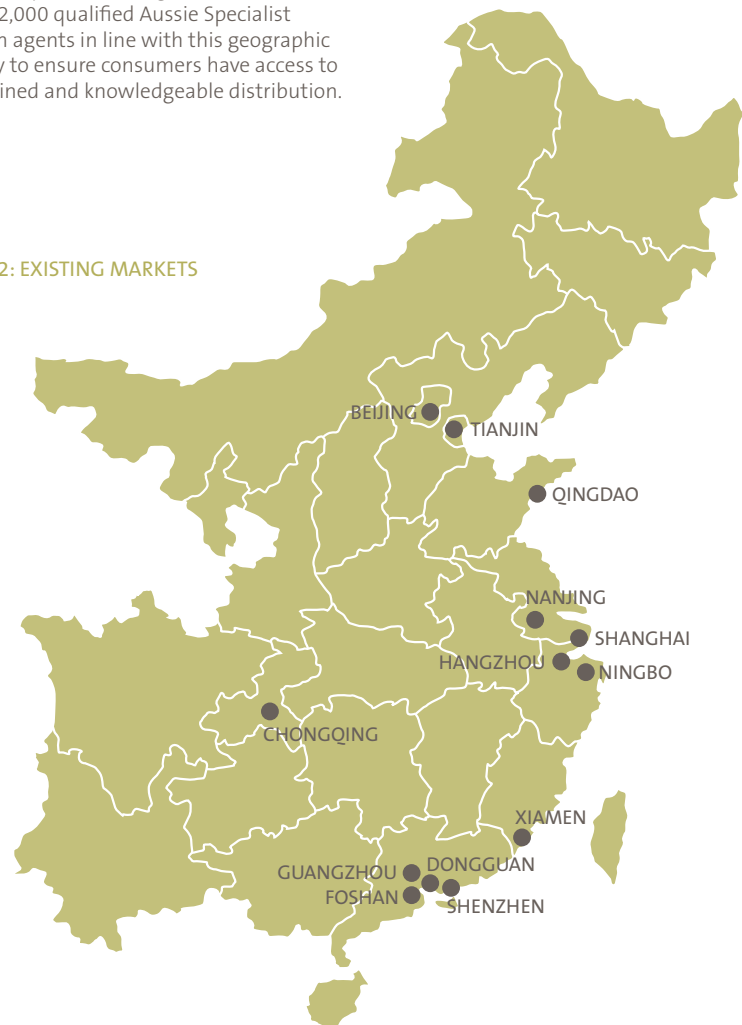 2,000 qualified Aussie Specialist
agents in line with this geographic
to ensure consumers have access to
and knowledgeable distribution.
2: EXISTING MARKETS
BEIJING
TIANJIN
QINGDAO
NANJING
SHANGHAI
HANGZHOU
NINGBO
CHONGQING
XIAMEN
GUANGZHOU
DONGGUAN
FOSHAN
SHENZHEN